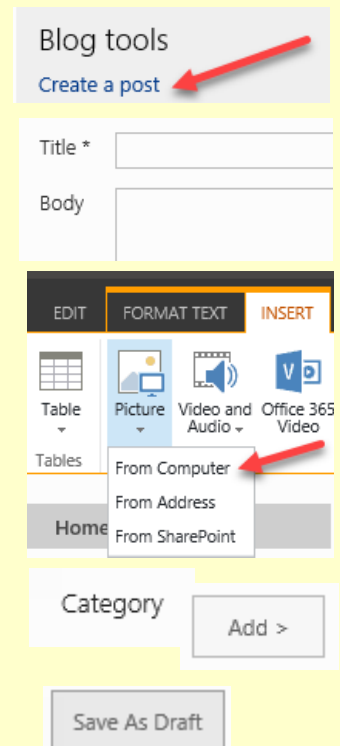 Blog tools
Create a post
Title *
Body
EDIT FORMAT TEXT INSERT
Table Picture Video and Office 365
Audio Video
Tables
From Computer
From Address
From SharePoint
Home
Category
Add >
Save As Draft